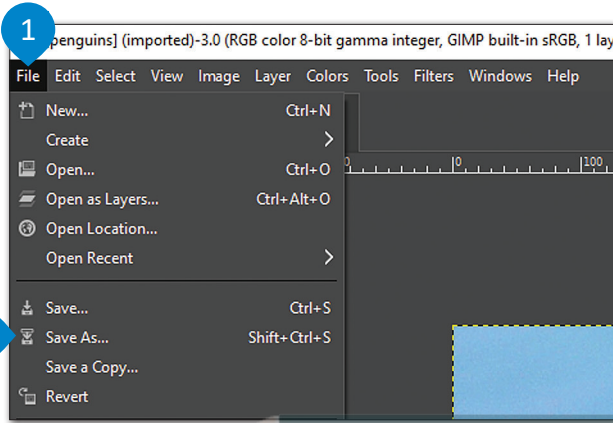 1
penguins] (imported)-3.0 (RGB color 8-bit gamma integer, GIMP built-in sRGB, 1 lay
File Edit Select View Image Layer Colors Tools Filters Windows Help
New... Ctrl+N
Create
Open... Ctrl+O
Open as Layers... Ctrl+Alt+O
Open Location...
Open Recent
Save... Ctrl+S
Save As... Shift+Ctrl+S
Save a Copy...
Revert
0 0 100